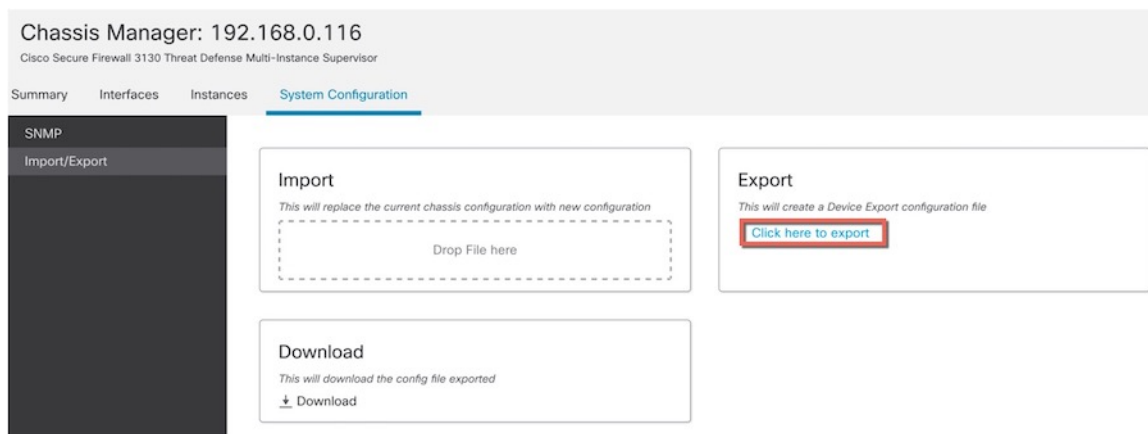 Chassis Manager: 192.168.0.116
Cisco Secure Firewall 3130 Threat Defense Multi-Instance Supervisor
Summary Interfaces Instances System Configuration
SNMP
Import/Export
Import
This will replace the current chassis configuration with new configuration
Drop File here
Export
This will create a Device Export configuration file
Click here to export
Download
This will download the config file exported
Download